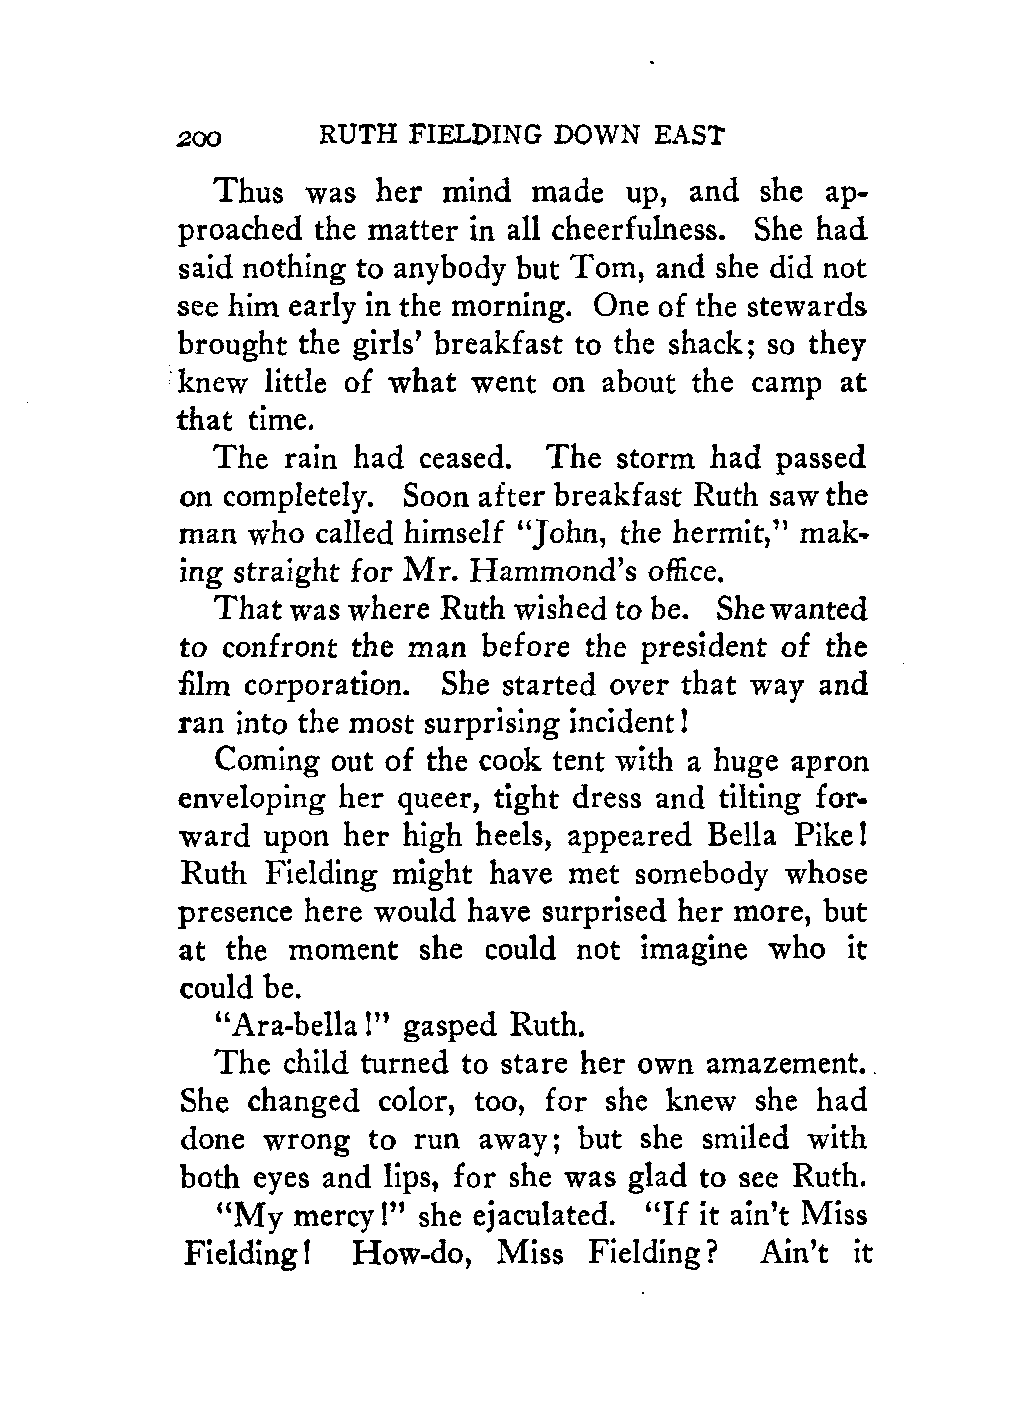 200 RUTH FIELDING DOWN EAST
Thus was her mind made up, and she ap-
proached the matter in all cheerfulness. She had
said nothing to anybody but Tom, and she did not
see him early in the morning. One of the stewards
brought the girls' breakfast to the shack; so they
knew little of what went on about the camp at
that time.
The rain had ceased. The storm had passed
on completely. Soon after breakfast Ruth saw the
man who called himself "John, the hermit," mak-
ing straight for Mr. Hammond's office.
That was where Ruth wished to be. She wanted
to confront the man before the president of the
film corporation. She started over that way and
ran into the most surprising incident!
Coming out of the cook tent with a huge apron
enveloping her queer, tight dress and tilting for-
ward upon her high heels, appeared Bella Pike!
Ruth Fielding might have met somebody whose
presence here would have surprised her more, but
at the moment she could not imagine who it
could be.
"Ara-bella!" gasped Ruth.
The child turned to stare her own amazement.
She changed color, too, for she knew she had
done wrong to run away; but she smiled with
both eyes and lips, for she was glad to see Ruth.
"My mercy!" she ejaculated. "If it ain't Miss
Fielding! How-do, Miss Fielding? Ain't it